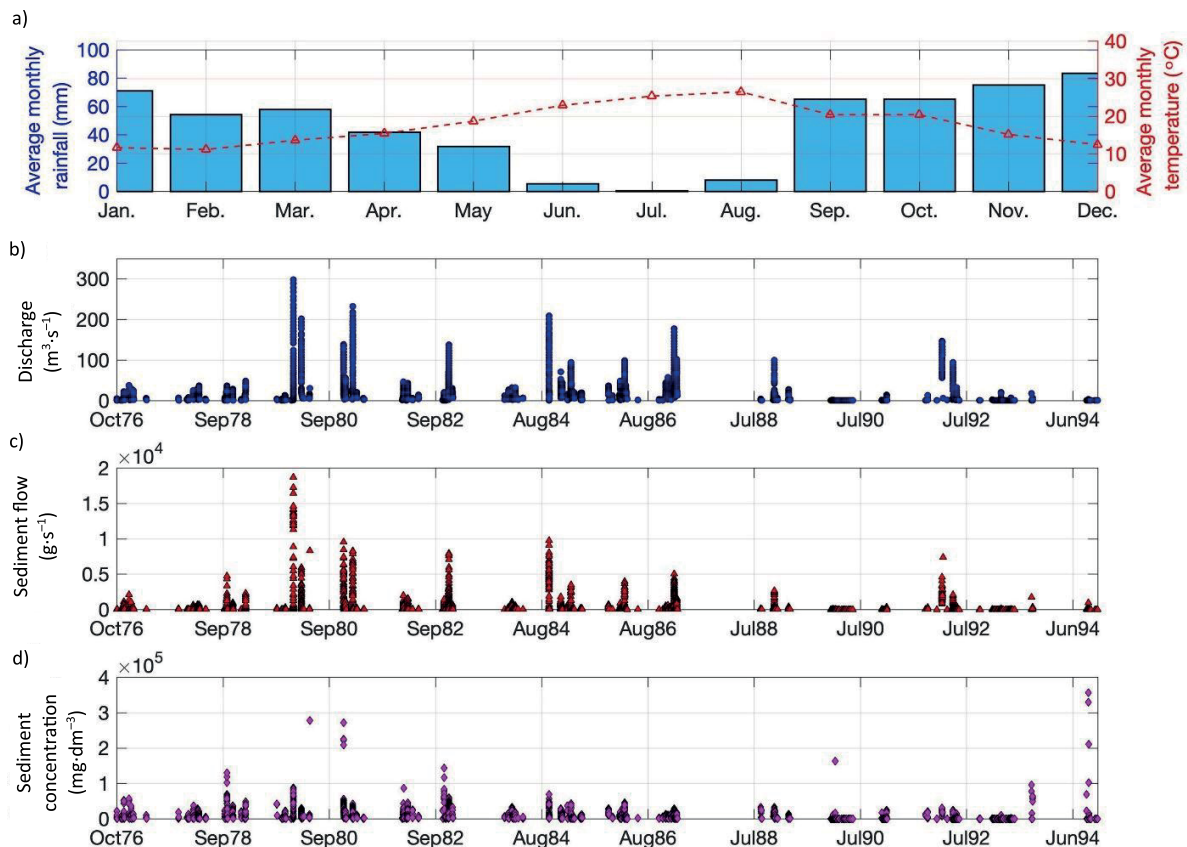 a)
Average monthly
rainfall (mm)
100
80
60
40
20
0
40
30
20
10
0
Average monthly
temperature (°C)
Jan. Feb. Mar. Apr. May Jun. Jul. Aug. Sep. Oct. Nov. Dec.
b)
Discharge
(m³·s⁻¹)
300
200
100
0
Oct76 Sep78 Sep80 Sep82 Aug84 Aug86 Jul88 Jul90 Jul92 Jun94
c)
×10⁴
Sediment flow
(g·s⁻¹)
2
1.5
1
0.5
0
Oct76 Sep78 Sep80 Sep82 Aug84 Aug86 Jul88 Jul90 Jul92 Jun94
d)
×10⁵
Sediment
concentration
(mg·dm⁻³)
4
3
2
1
0
Oct76 Sep78 Sep80 Sep82 Aug84 Aug86 Jul88 Jul90 Jul92 Jun94